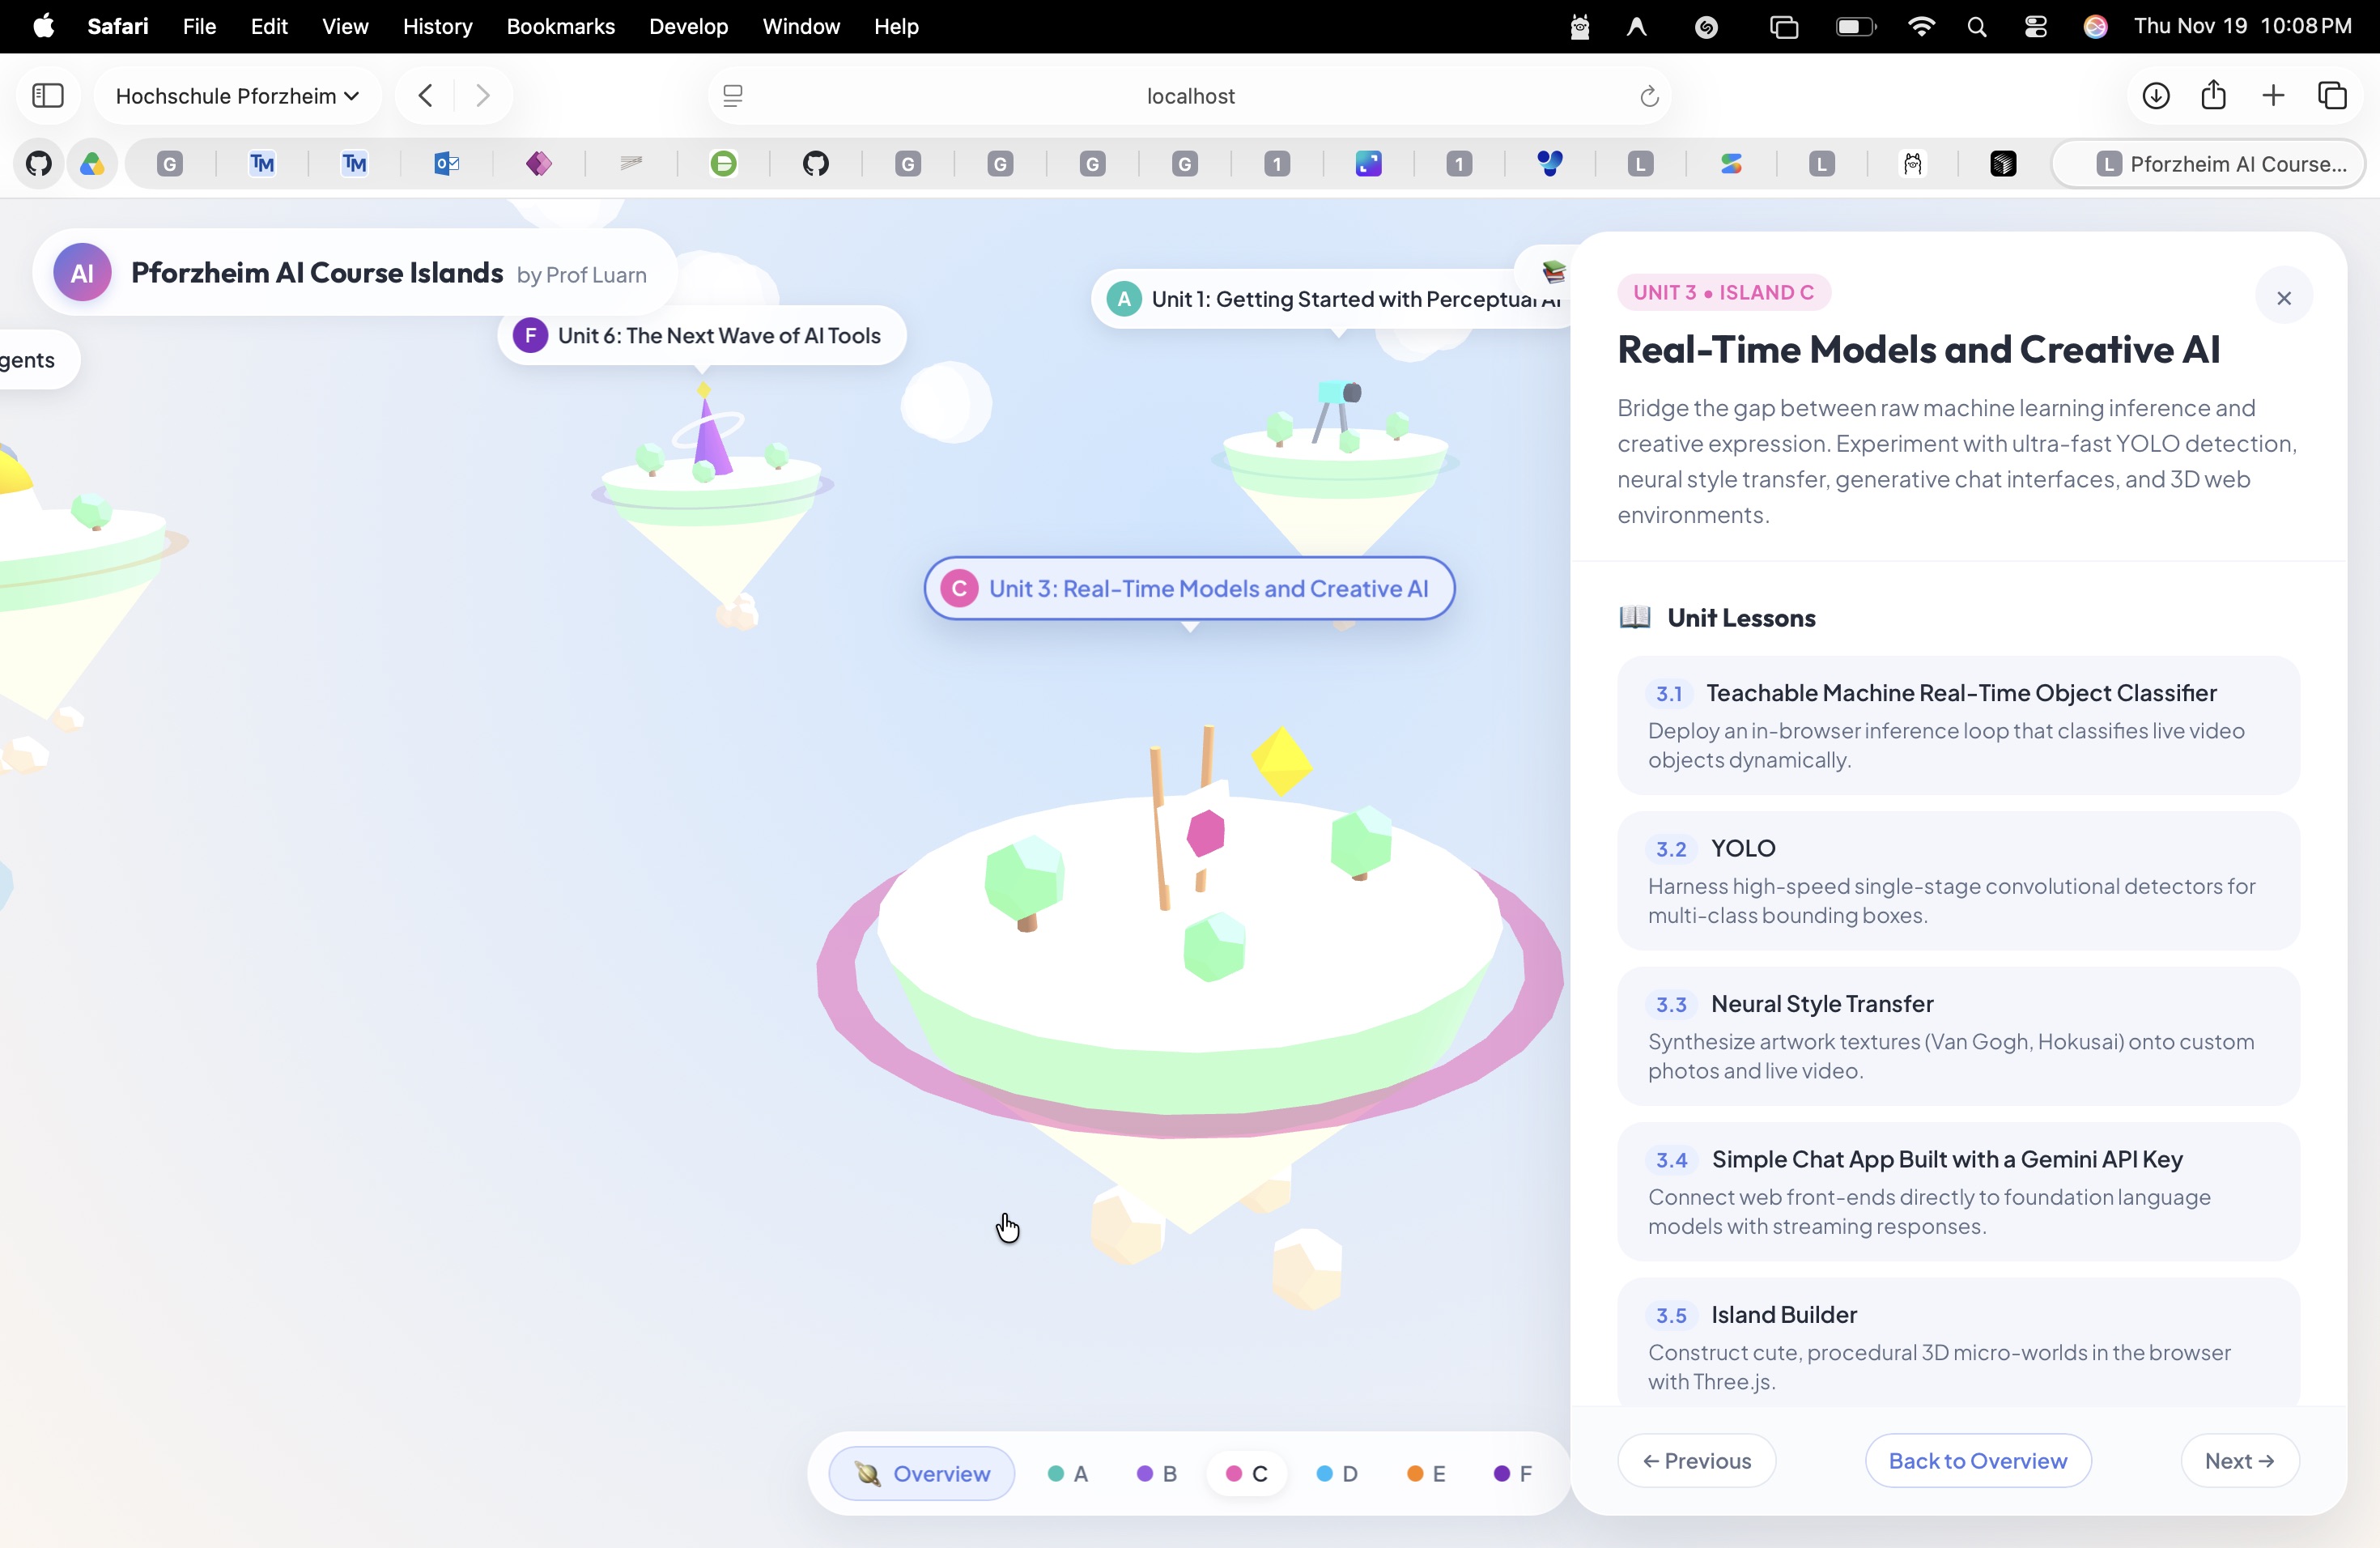 Safari File Edit View History Bookmarks Develop Window Help Thu Nov 19 10:08 PM
Hochschule Pforzheim localhost
G TM TM G G G G 1 1 L L L Pforzheim AI Course...
AI Pforzheim AI Course Islands by Prof Luarn
gents
F Unit 6: The Next Wave of AI Tools
A Unit 1: Getting Started with Perceptual AI
C Unit 3: Real-Time Models and Creative AI
UNIT 3 • ISLAND C
×
Real-Time Models and Creative AI
Bridge the gap between raw machine learning inference and
creative expression. Experiment with ultra-fast YOLO detection,
neural style transfer, generative chat interfaces, and 3D web
environments.
Unit Lessons
3.1 Teachable Machine Real-Time Object Classifier
Deploy an in-browser inference loop that classifies live video
objects dynamically.
3.2 YOLO
Harness high-speed single-stage convolutional detectors for
multi-class bounding boxes.
3.3 Neural Style Transfer
Synthesize artwork textures (Van Gogh, Hokusai) onto custom
photos and live video.
3.4 Simple Chat App Built with a Gemini API Key
Connect web front-ends directly to foundation language
models with streaming responses.
3.5 Island Builder
Construct cute, procedural 3D micro-worlds in the browser
with Three.js.
← Previous Back to Overview Next →
Overview A B C D E F